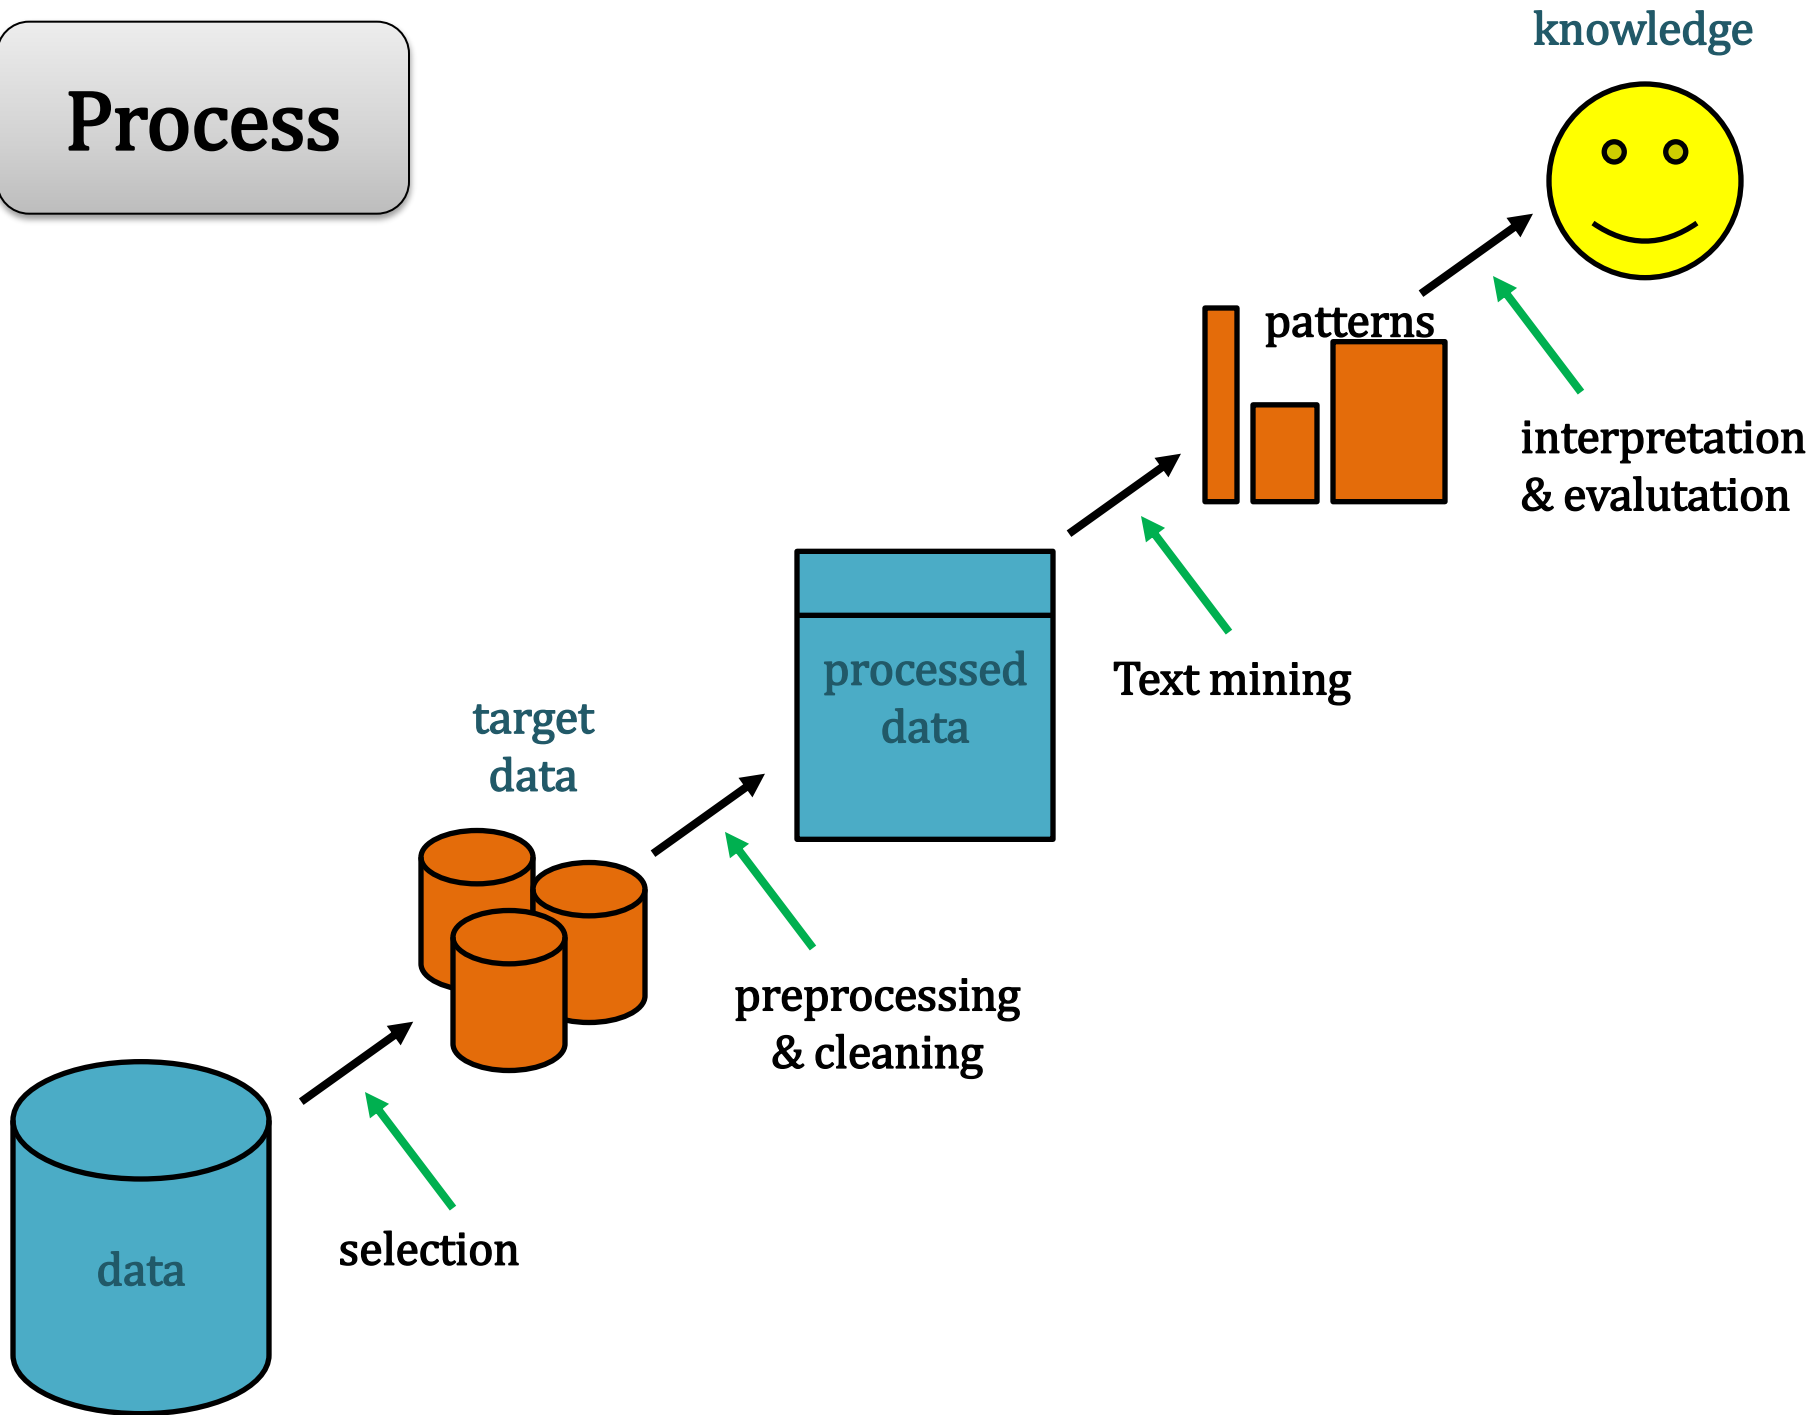 Process
knowledge
patterns
interpretation
& evalutation
processed
data
Text mining
target
data
preprocessing
& cleaning
data
selection